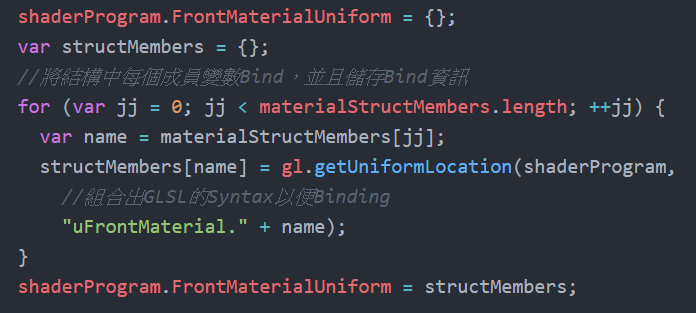 shaderProgram.FrontMaterialUniform = {};
var structMembers = {};
//將結構中每個成員變數Bind，並且儲存Bind資訊
for (var jj = 0; jj < materialStructMembers.length; ++jj) {
  var name = materialStructMembers[jj];
  structMembers[name] = gl.getUniformLocation(shaderProgram,
    //組合出GLSL的Syntax以便Binding
    "uFrontMaterial." + name);
}
shaderProgram.FrontMaterialUniform = structMembers;